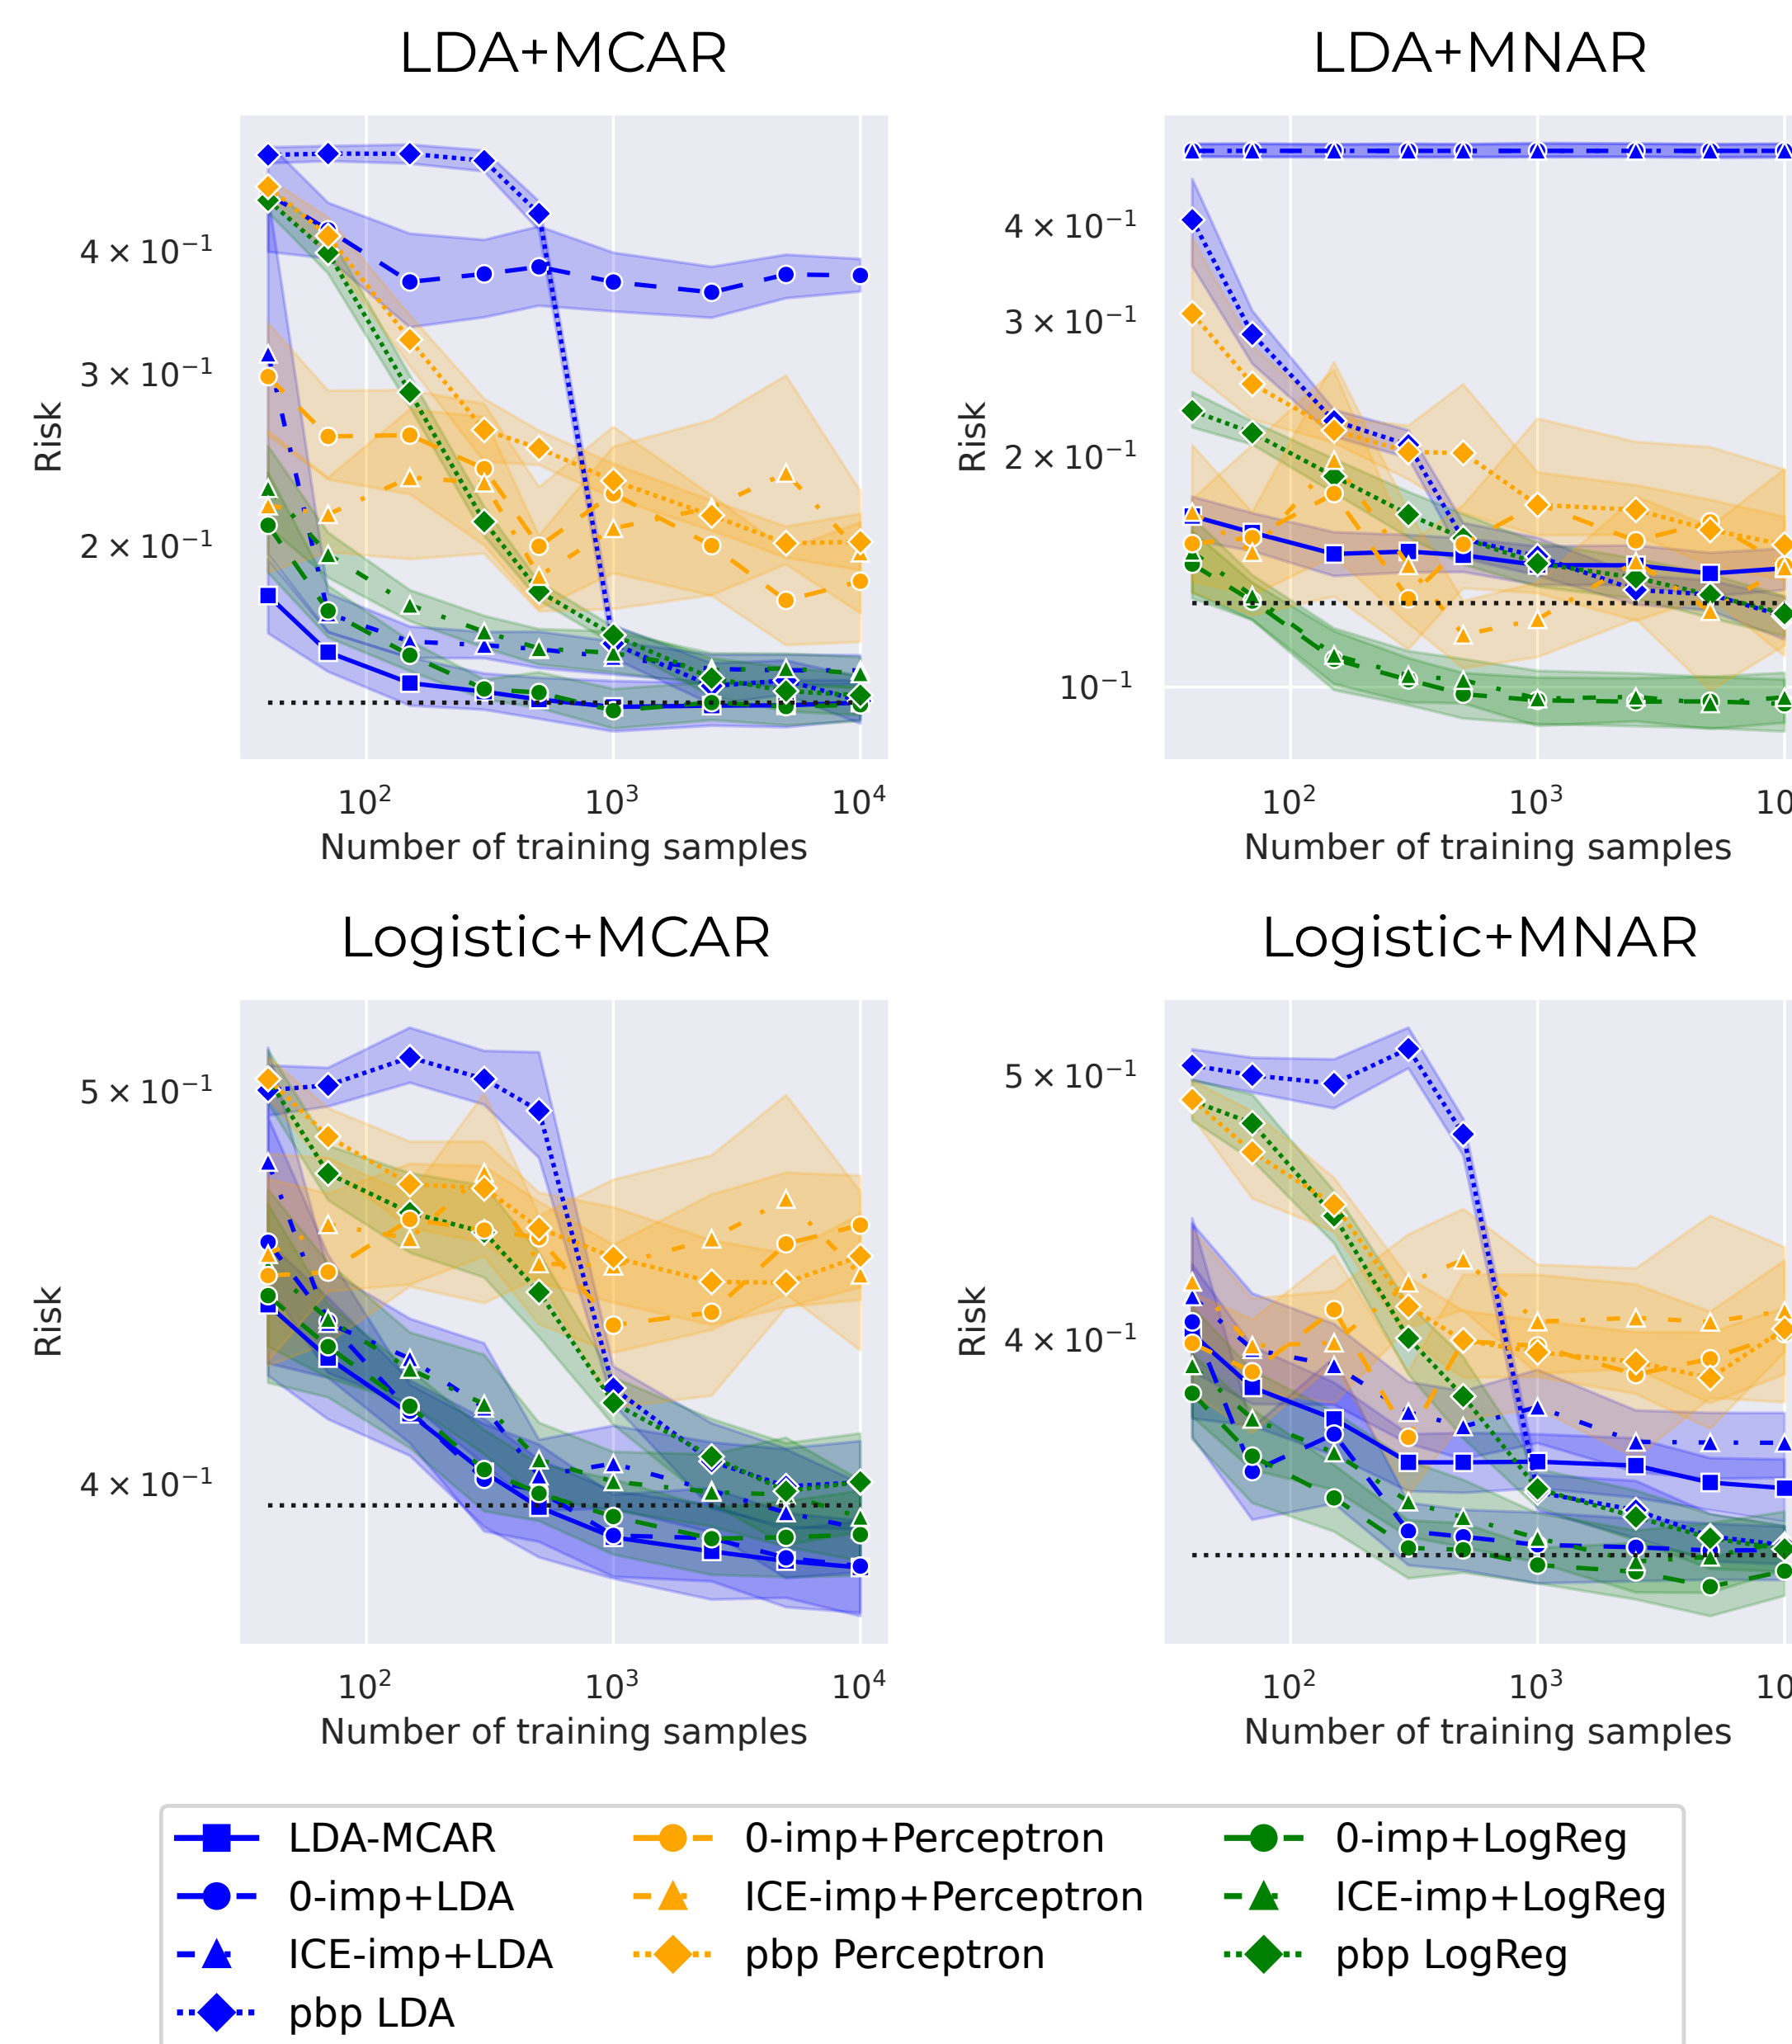 LDA+MCAR
LDA+MNAR
Risk
4 × 10⁻¹
3 × 10⁻¹
2 × 10⁻¹
10² 10³ 10⁴
Number of training samples
Risk
4 × 10⁻¹
3 × 10⁻¹
2 × 10⁻¹
10⁻¹
10² 10³ 10
Number of training samples
Logistic+MCAR
Logistic+MNAR
Risk
5 × 10⁻¹
4 × 10⁻¹
10² 10³ 10⁴
Number of training samples
Risk
5 × 10⁻¹
4 × 10⁻¹
10² 10³ 10
Number of training samples
LDA-MCAR
0-imp+LDA
ICE-imp+LDA
pbp LDA
0-imp+Perceptron
ICE-imp+Perceptron
pbp Perceptron
0-imp+LogReg
ICE-imp+LogReg
pbp LogReg